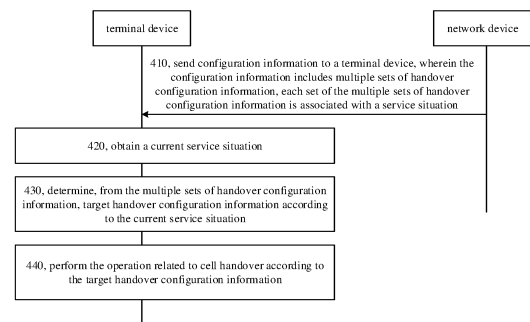 terminal device
network device
410, send configuration information to a terminal device, wherein the
configuration information includes multiple sets of handover
configuration information, each set of the multiple sets of handover
configuration information is associated with a service situation
420, obtain a current service situation
430, determine, from the multiple sets of handover configuration
information, target handover configuration information according
to the current service situation
440, perform the operation related to cell handover according to
the target handover configuration information